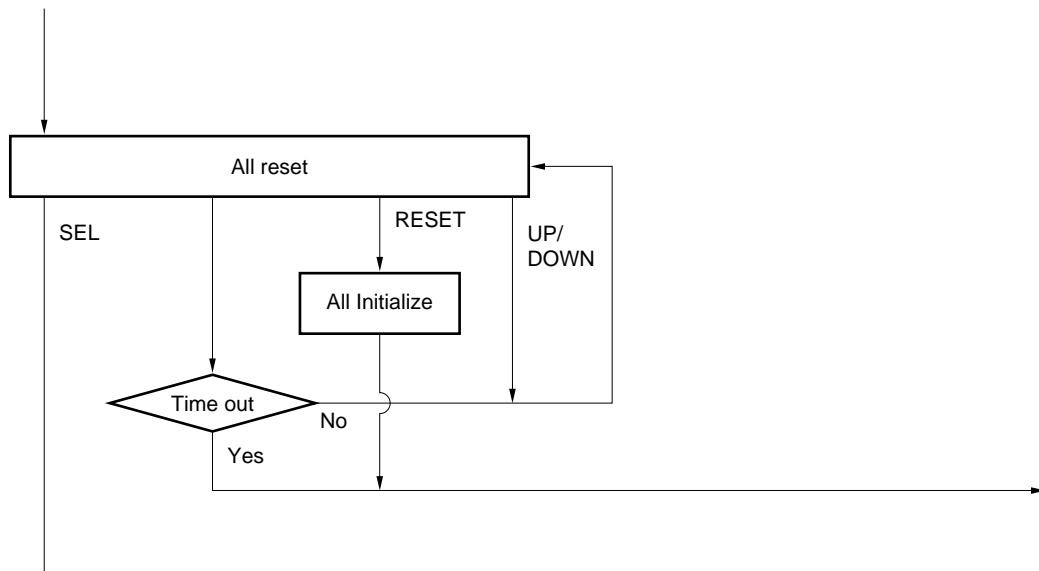 All reset
SEL
RESET
UP/
DOWN
All Initialize
Time out
No
Yes